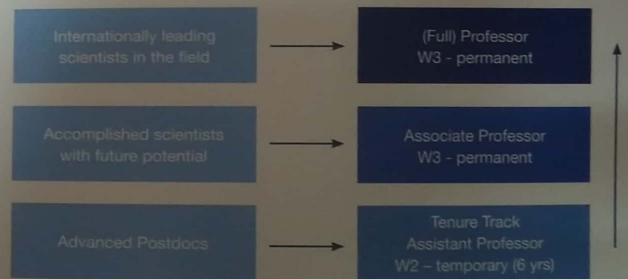 Internationally leading
scientists in the field
(Full) Professor
W3 - permanent
Accomplished scientists
with future potential
Associate Professor
W3 - permanent
Advanced Postdocs
Tenure Track
Assistant Professor
W2 – temporary (6 yrs)